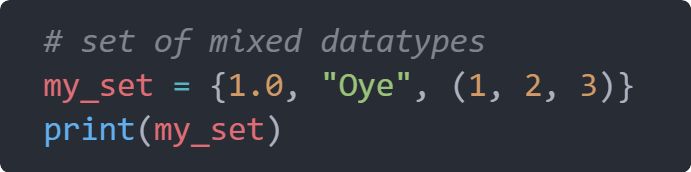 # set of mixed datatypes
my_set = {1.0, "Oye", (1, 2, 3)}
print(my_set)